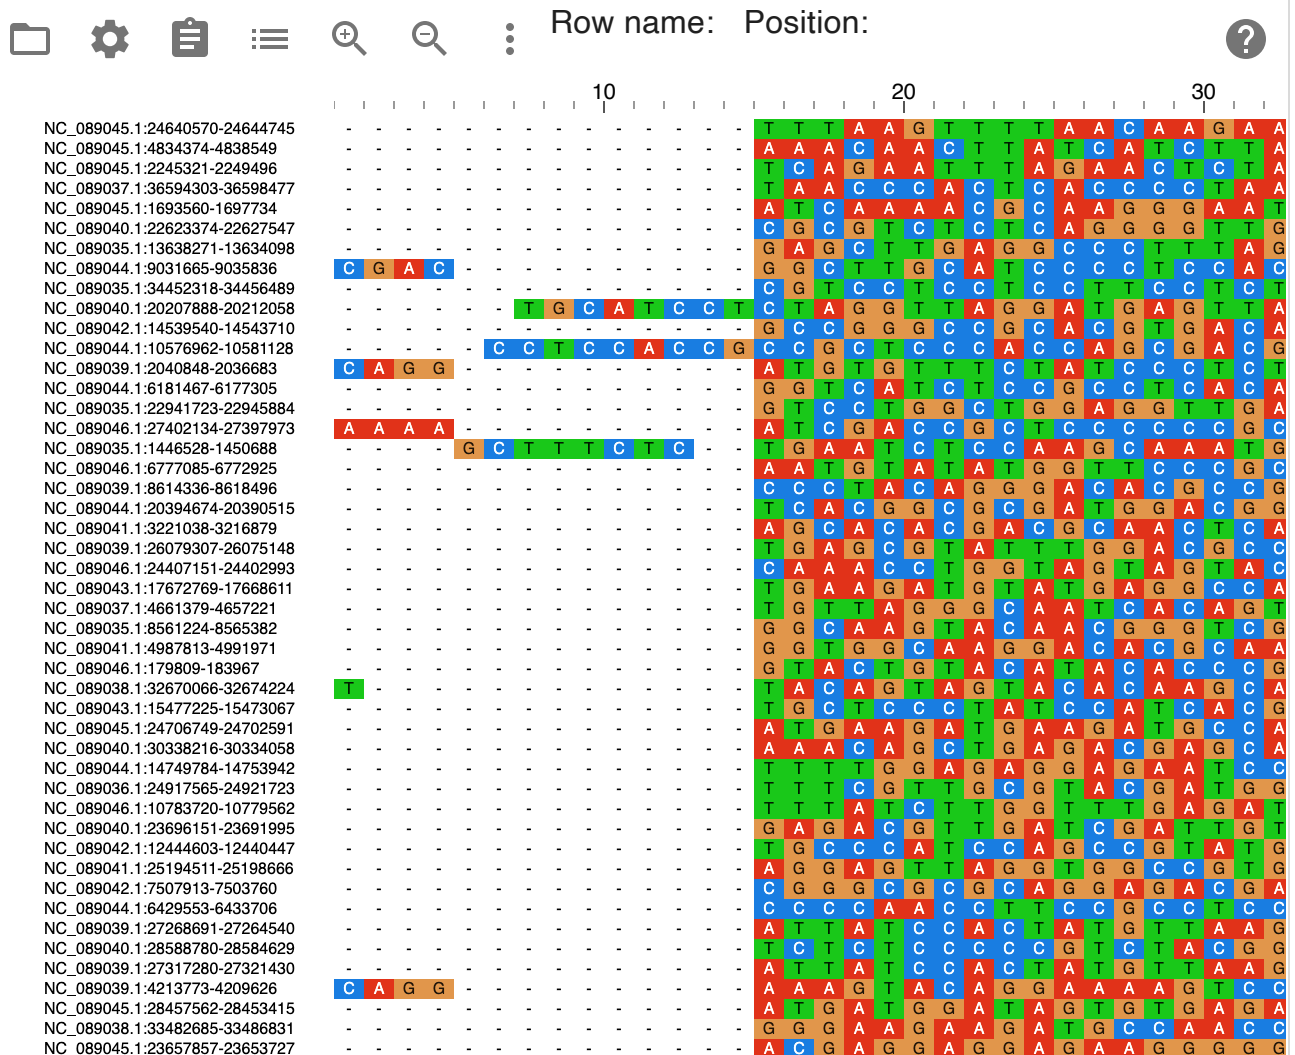 Row name: Position:
10 20 30
NC_089045.1:24640570-24644745 - - - - - - - - - - - - - - T T T A A G T T T T A A C A A G A A
NC_089045.1:4834374-4838549 - - - - - - - - - - - - - - A A A C A A C T T A T C A T C T T A
NC_089045.1:2245321-2249496 - - - - - - - - - - - - - - T C A G A A T T T A G A A C T C T A
NC_089037.1:36594303-36598477 - - - - - - - - - - - - - - T A A C C C A C T C A C C C C T A A
NC_089045.1:1693560-1697734 - - - - - - - - - - - - - - A T C A A A A C G C A A G G G A A T
NC_089040.1:22623374-22627547 - - - - - - - - - - - - - - C G C G T C T C T C A G G G G T T G
NC_089035.1:13638271-13634098 - - - - - - - - - - - - - - G A G C T T G A G G C C C T T T A G
NC_089044.1:9031665-9035836 C G A C - - - - - - - - - - G G C T T G C A T C C C C T C C A C
NC_089035.1:34452318-34456489 - - - - - - - - - - - - - - C G T C C T C C T C C T T C C T C T
NC_089040.1:20207888-20212058 - - - - - - T G C A T C C T C T A G G T T A G G A T G A G T T A
NC_089042.1:14539540-14543710 - - - - - - - - - - - - - - G C C G G G C C G C A C G T G A C A
NC_089044.1:10576962-10581128 - - - - - C C T C C A C C G C C G C T C C C A C C A G C G A C G
NC_089039.1:2040848-2036683 C A G G - - - - - - - - - - A T G T G T T T C T A T C C C T C T
NC_089044.1:6181467-6177305 - - - - - - - - - - - - - - G G T C A T C T C C G C C T C A C A
NC_089035.1:22941723-22945884 - - - - - - - - - - - - - - G T C C T G G C T G G A G G T T G A
NC_089046.1:27402134-27397973 A A A A - - - - - - - - - - A T C G A C C G C T C C C C C C G C
NC_089035.1:1446528-1450688 - - - - G C T T T C T C - - T G A A T C T C C A A G C A A A T G
NC_089046.1:6777085-6772925 - - - - - - - - - - - - - - A A T G T A T A T G G T T C C C G C
NC_089039.1:8614336-8618496 - - - - - - - - - - - - - - C C C T A C A G G G A C A C G C C G
NC_089044.1:20394674-20390515 - - - - - - - - - - - - - - T C A C G G C G C G A T G G A C G G
NC_089041.1:3221038-3216879 - - - - - - - - - - - - - - A G C A C A C G A C G C A A C T C A
NC_089039.1:26079307-26075148 - - - - - - - - - - - - - - T G A G C G T A T T T G G A C G C C
NC_089046.1:24407151-24402993 - - - - - - - - - - - - - - C A A A C C T G G T A G T A G T A C
NC_089043.1:17672769-17668611 - - - - - - - - - - - - - - T G A A G A T G T A T G A G G C C A
NC_089037.1:4661379-4657221 - - - - - - - - - - - - - - T G T T A G G G C A A T C A C A G T
NC_089035.1:8561224-8565382 - - - - - - - - - - - - - - G G C A A G T A C A A C G G G T C G
NC_089041.1:4987813-4991971 - - - - - - - - - - - - - - G G T G G C A A G G A C A C G C A A
NC_089046.1:179809-183967 - - - - - - - - - - - - - - G T A C T G T A C A T A C A C C C G
NC_089038.1:32670066-32674224 T - - - - - - - - - - - - - T A C A G T A G T A C A C A A G C A
NC_089043.1:15477225-15473067 - - - - - - - - - - - - - - T G C T C C C T A T C C A T C A C G
NC_089045.1:24706749-24702591 - - - - - - - - - - - - - - A T G A A G A T G A A G A T G C C A
NC_089040.1:30338216-30334058 - - - - - - - - - - - - - - A A A C A G C T G A G A C G A G C A
NC_089044.1:14749784-14753942 - - - - - - - - - - - - - - T T T T G G A G A G G A G A A T C C
NC_089036.1:24917565-24921723 - - - - - - - - - - - - - - T T T C G T T G C G T A C G A T G G
NC_089046.1:10783720-10779562 - - - - - - - - - - - - - - T T T A T C T T G G T T T G A G A T
NC_089040.1:23696151-23691995 - - - - - - - - - - - - - - G A G A C G T T G A T C G A T T G T
NC_089042.1:12444603-12440447 - - - - - - - - - - - - - - T G C C C A T C C A G C C G T A T G
NC_089041.1:25194511-25198666 - - - - - - - - - - - - - - A G G A G T T A G G T G G C C G T G
NC_089042.1:7507913-7503760 - - - - - - - - - - - - - - C G G G C G C G C A G G A G A C G A
NC_089044.1:6429553-6433706 - - - - - - - - - - - - - - C C C C A A C C T T C C G C C T C C
NC_089039.1:27268691-27264540 - - - - - - - - - - - - - - A T T A T C C A C T A T G T T A A G
NC_089040.1:28588780-28584629 - - - - - - - - - - - - - - T C T C T C C C C C G T C T A C G G
NC_089039.1:27317280-27321430 - - - - - - - - - - - - - - A T T A T C C A C T A T G T T A A G
NC_089039.1:4213773-4209626 C A G G - - - - - - - - - - A A A G T A C A G G A A A A G T C C
NC_089045.1:28457562-28453415 - - - - - - - - - - - - - - A T G A T G G A T A G T G T G A G A
NC_089038.1:33482685-33486831 - - - - - - - - - - - - - - G G G A A G A A G A T G C C A A C C
NC_089045.1:23657857-23653727 - - - - - - - - - - - - - - A C G A G G A G G A G A A G G G G G